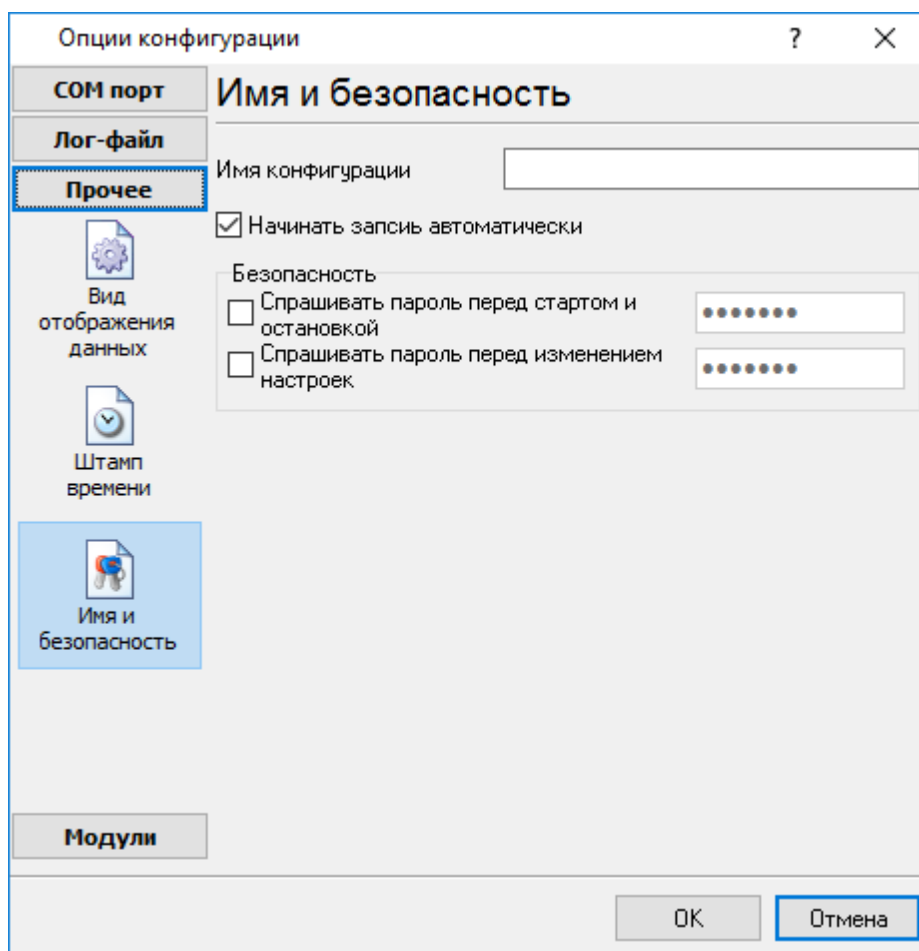 Опции конфигурации
?
COM порт
Лог-файл
Прочее
Вид
отображения
данных
Штамп
времени
Имя и
безопасность
Модули
Имя и безопасность
Имя конфигурации
Начинать запсиь автоматически
Безопасность
Спрашивать пароль перед стартом и
остановкой
Спрашивать пароль перед изменением
настроек
OK
Отмена